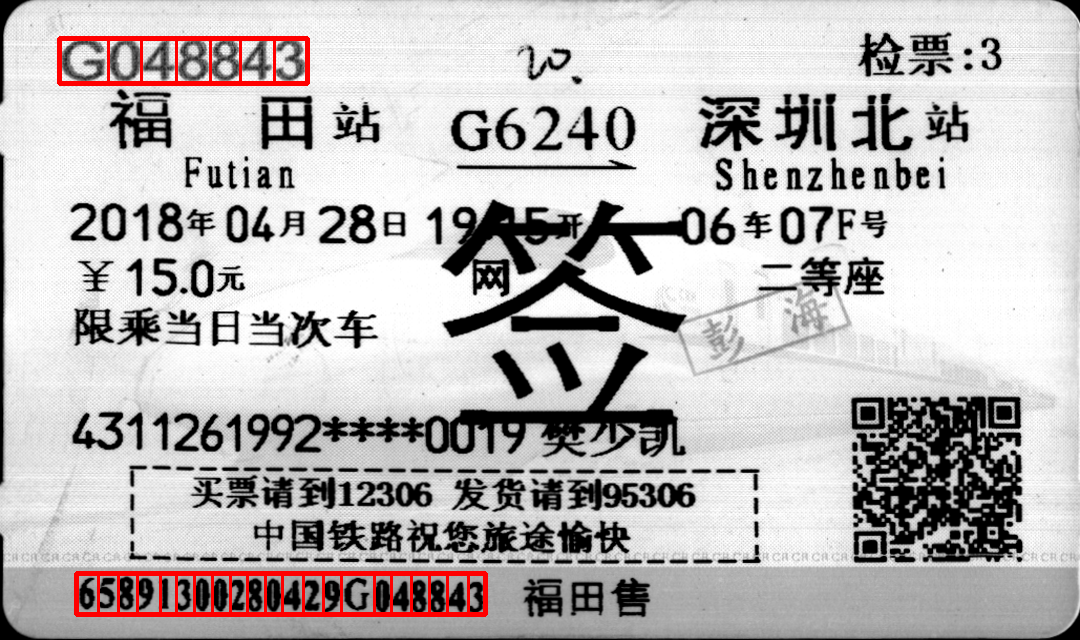 G048843
20.
检票:3
福田站 G6240 深圳北站
Futian Shenzhenbei
2018年04月28日 19:15开 06车07F号
￥15.0元 网 二等座
限乘当日当次车
签
彭海
4311261992****0019 樊少凯
买票请到12306 发货请到95306
中国铁路祝您旅途愉快
65891300280429G048843 福田售